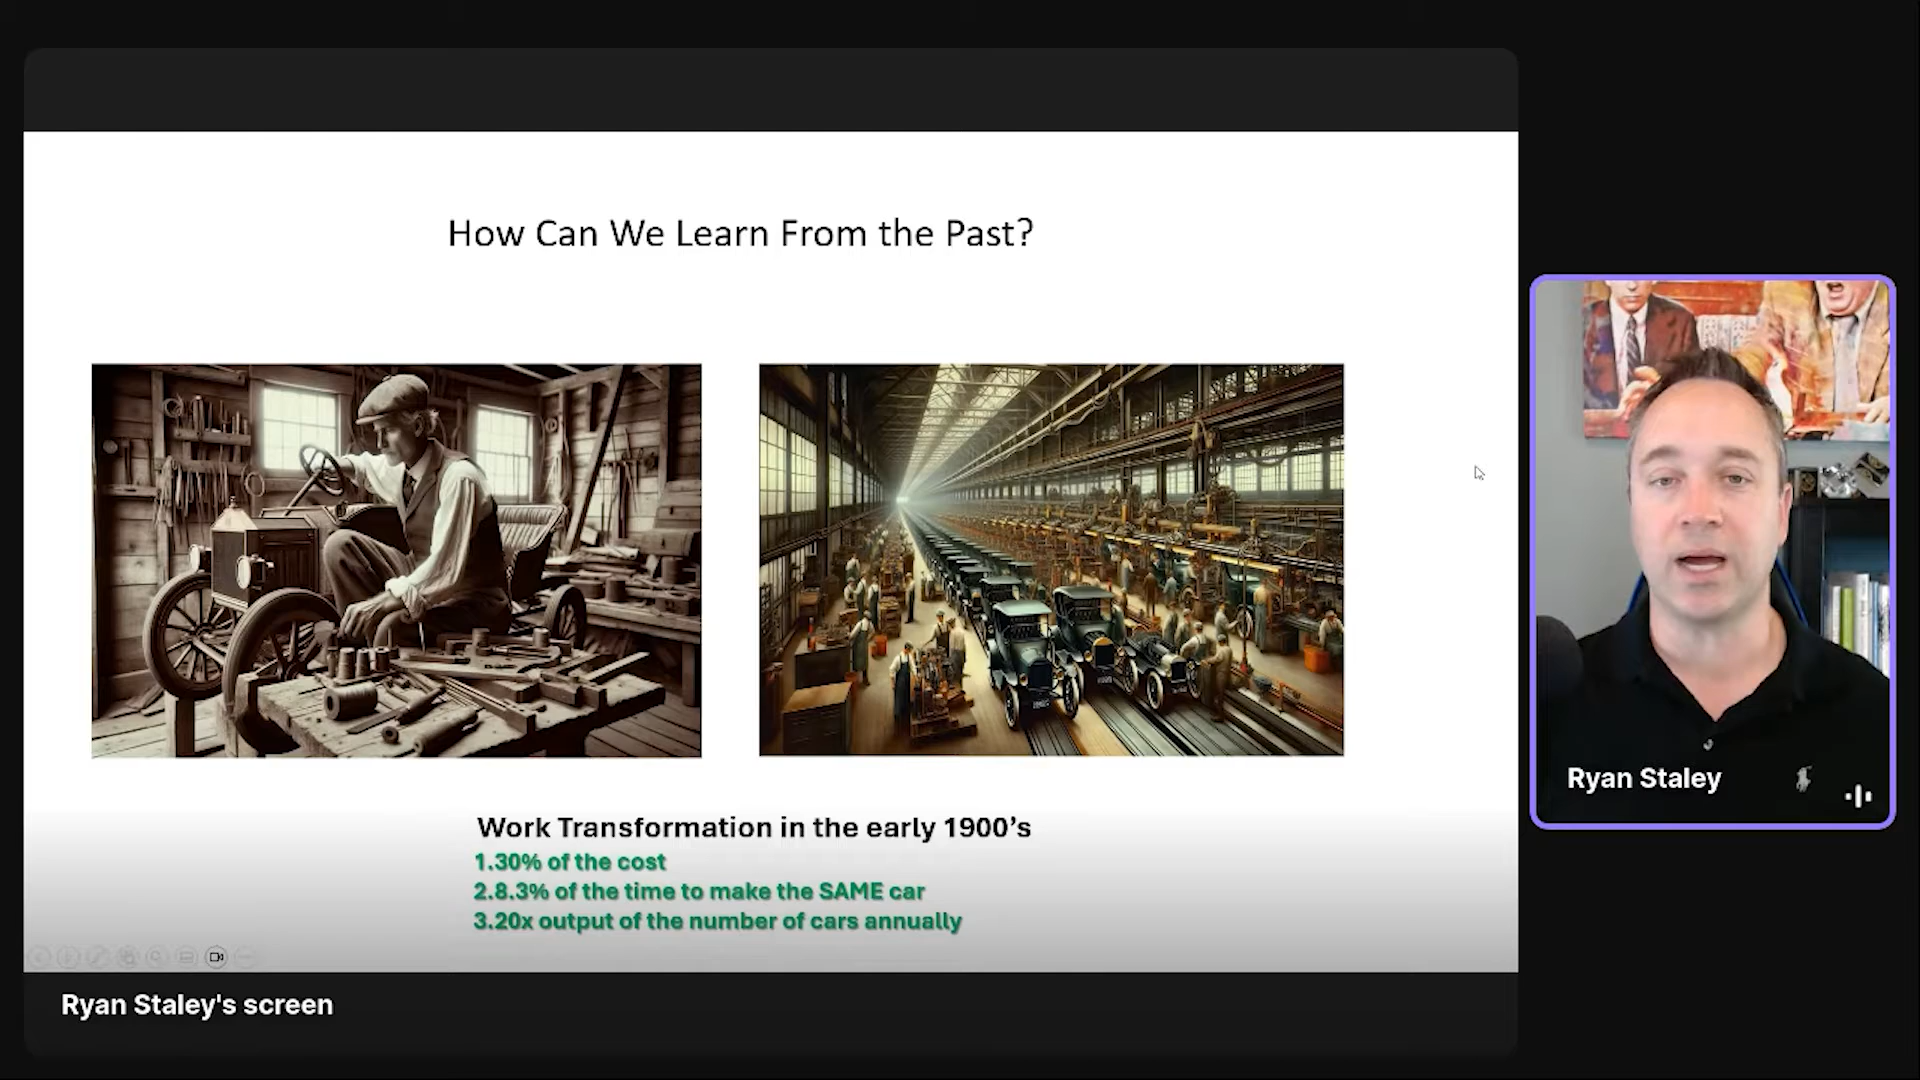 How Can We Learn From the Past?
Work Transformation in the early 1900's
1.30% of the cost
2.8.3% of the time to make the SAME car
3.20x output of the number of cars annually
Ryan Staley
Ryan Staley's screen